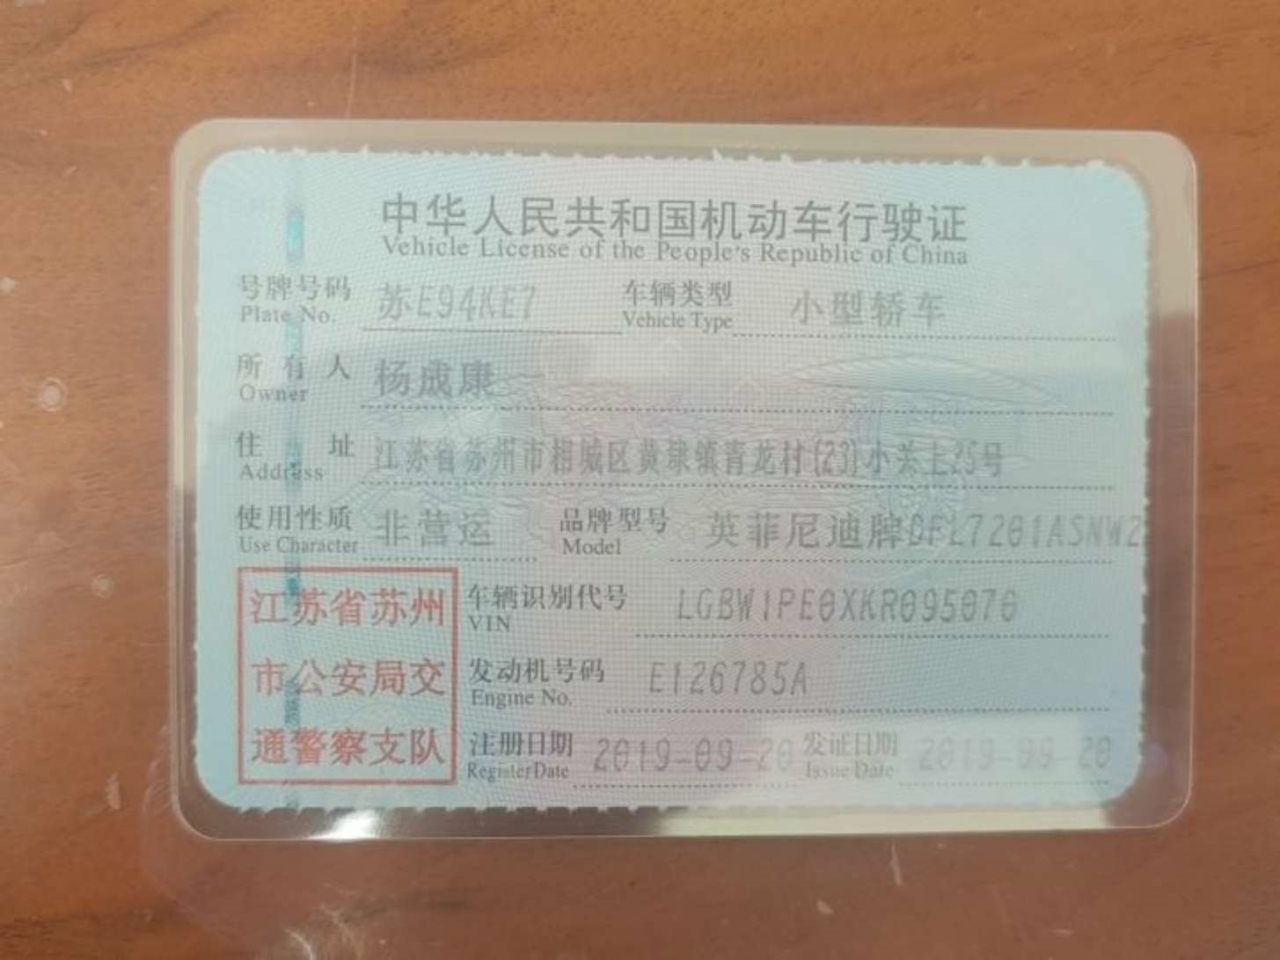 中华人民共和国机动车行驶证
Vehicle License of the People's Republic of China
号牌号码 苏E94KE7 车辆类型 小型轿车
Plate No. Vehicle Type
所有人 杨成康
Owner
住址 江苏省苏州市相城区黄埭镇青龙村(23)小关上25号
Address
使用性质 非营运 品牌型号 英菲尼迪牌DFL7201ASNW2
Use Character Model
江苏省苏州 车辆识别代号 LGBW1PE0XKR095070
VIN
市公安局交 发动机号码 E126785A
Engine No.
通警察支队 注册日期 2019-09-20 发证日期 2019-09-20
Register Date Issue Date